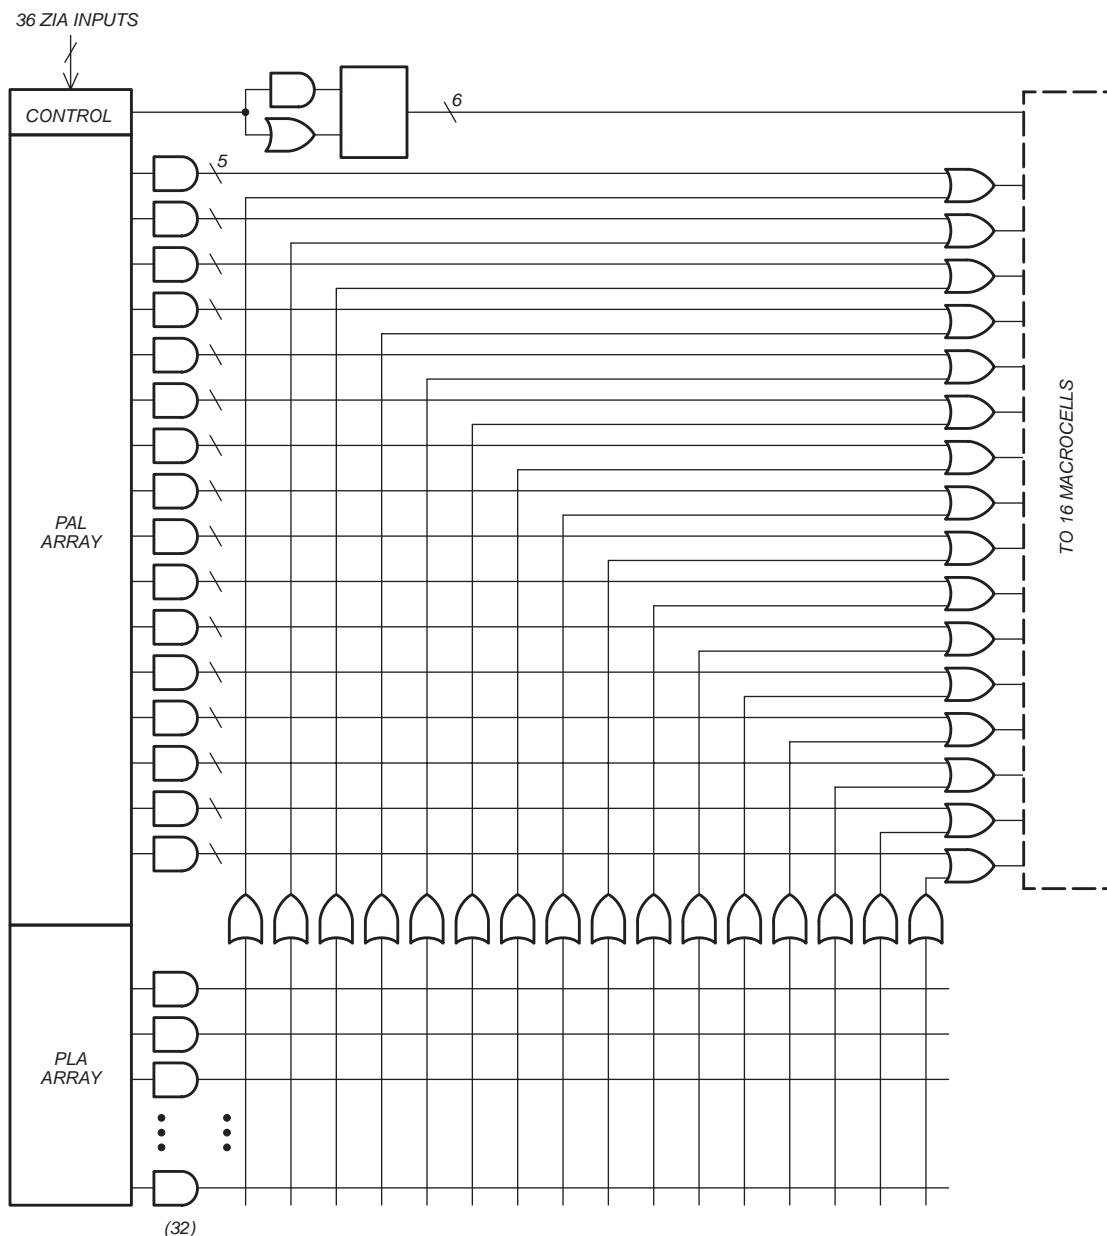 36 ZIA INPUTS
CONTROL
6
5
PAL
ARRAY
TO 16 MACROCELLS
PLA
ARRAY
(32)